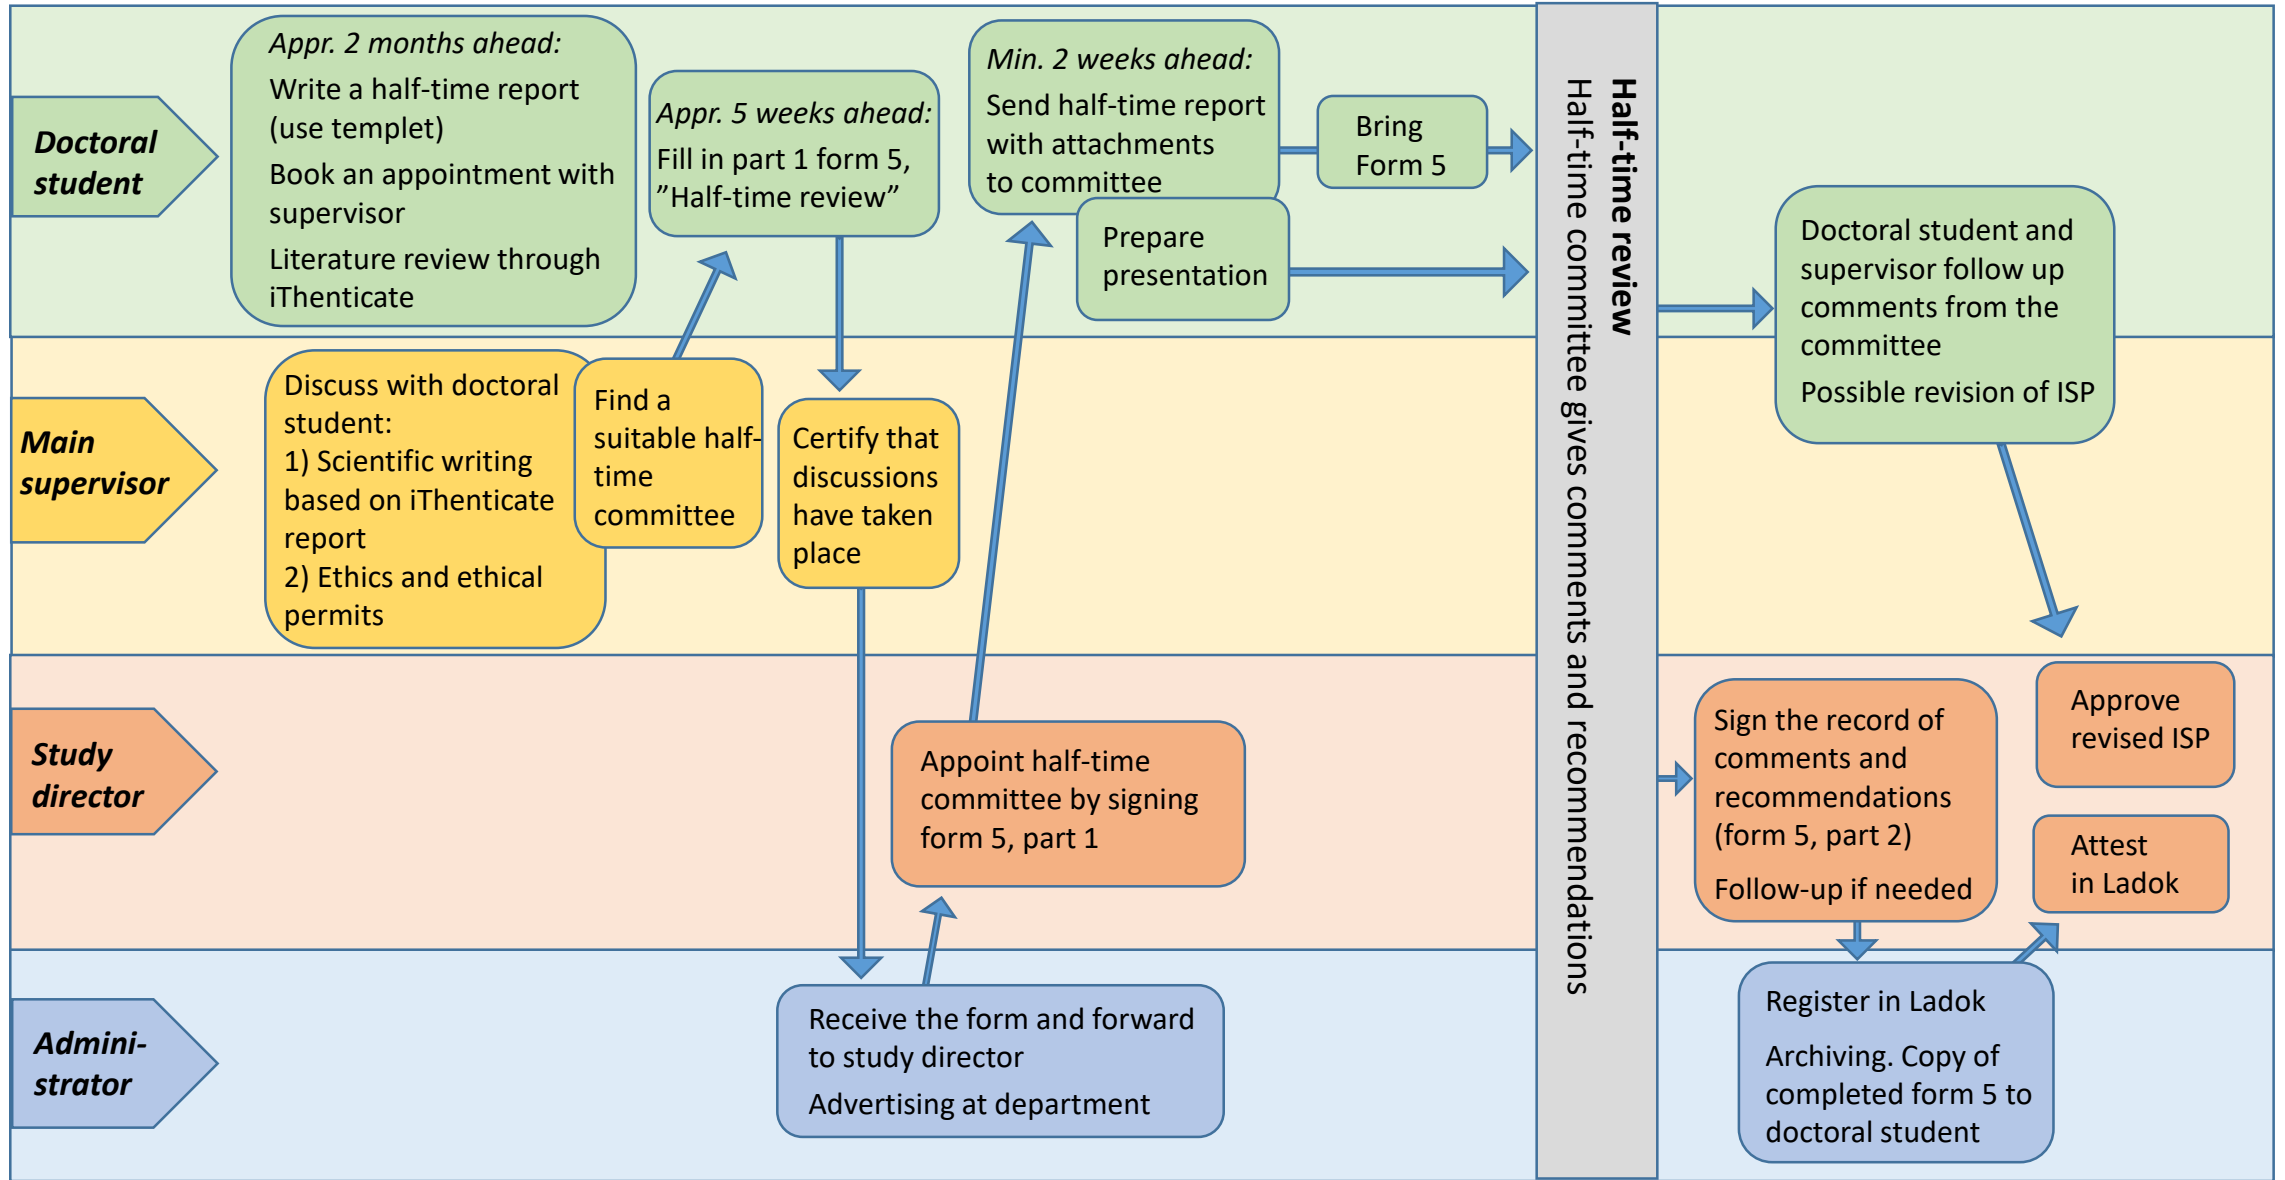 Doctoral
student
Appr. 2 months ahead:
Write a half-time report
(use templet)
Book an appointment with
supervisor
Literature review through
iThenticate
Appr. 5 weeks ahead:
Fill in part 1 form 5,
”Half-time review”
Min. 2 weeks ahead:
Send half-time report
with attachments
to committee
Prepare
presentation
Bring
Form 5
Half-time review
Half-time committee gives comments and recommendations
Doctoral student and
supervisor follow up
comments from the
committee
Possible revision of ISP
Main
supervisor
Discuss with doctoral
student:
1) Scientific writing
based on iThenticate
report
2) Ethics and ethical
permits
Find a
suitable half-
time
committee
Certify that
discussions
have taken
place
Study
director
Appoint half-time
committee by signing
form 5, part 1
Sign the record of
comments and
recommendations
(form 5, part 2)
Follow-up if needed
Approve
revised ISP
Attest
in Ladok
Admini-
strator
Receive the form and forward
to study director
Advertising at department
Register in Ladok
Archiving. Copy of
completed form 5 to
doctoral student